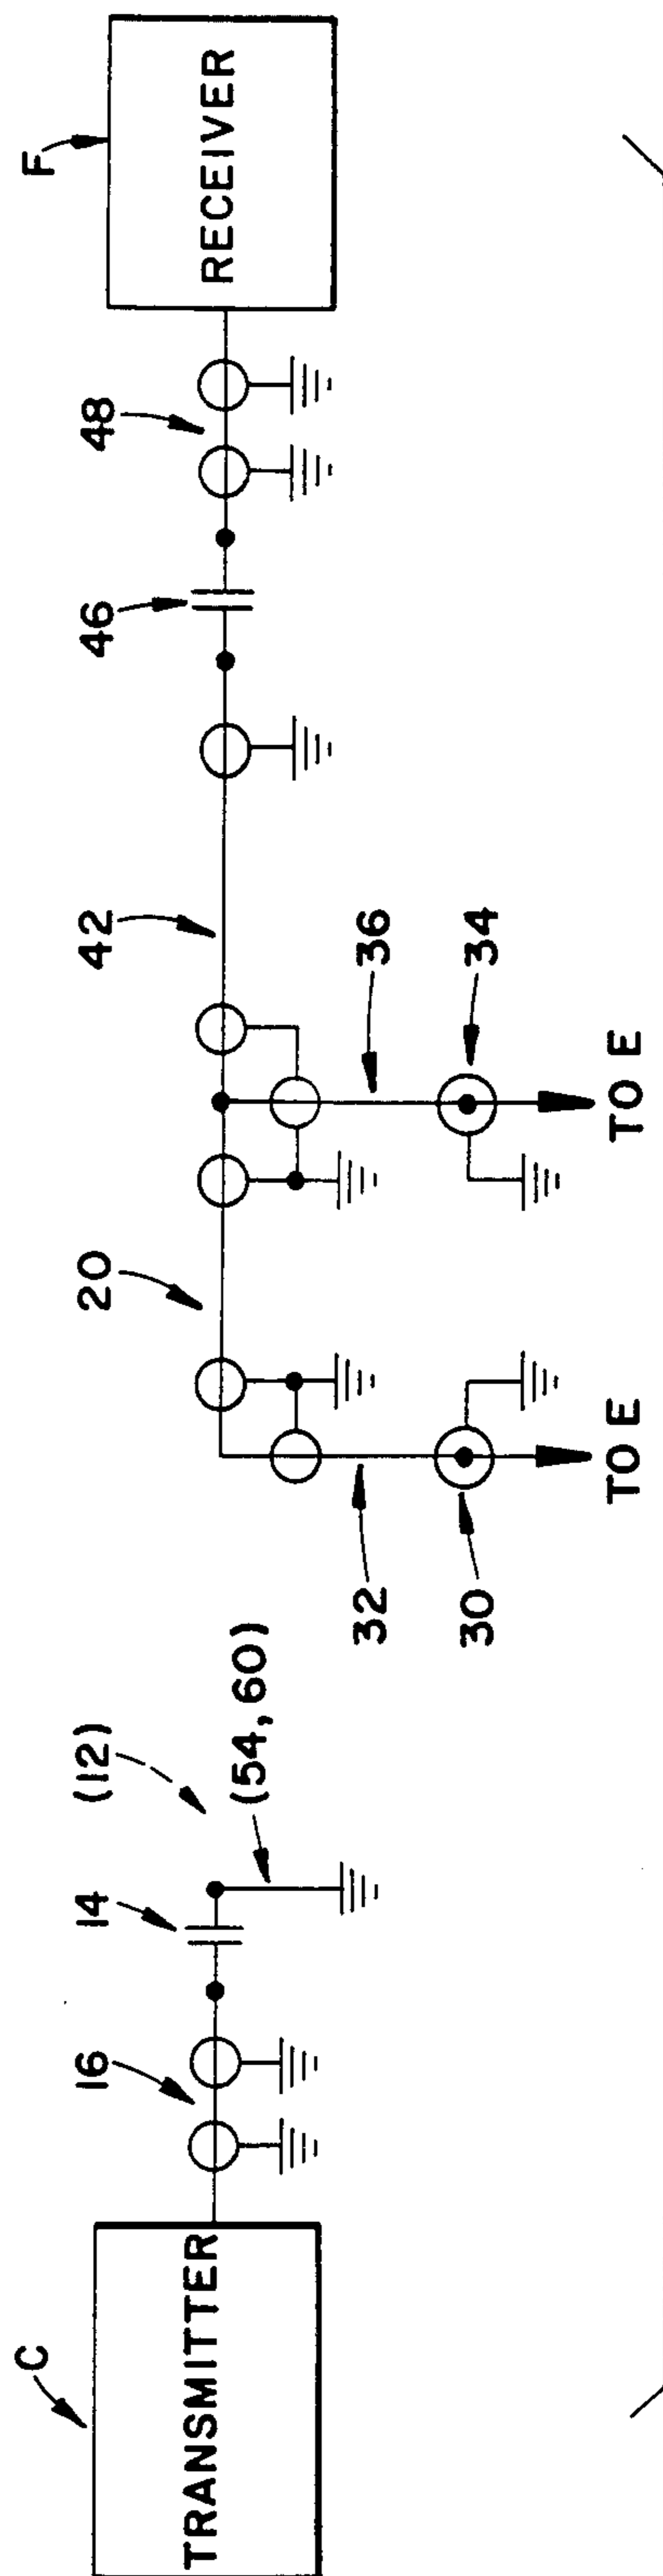 C
TRANSMITTER
16
14
(12)
(54, 60)
32
30
TO E
20
42
36
34
TO E
46
48
F
RECEIVER